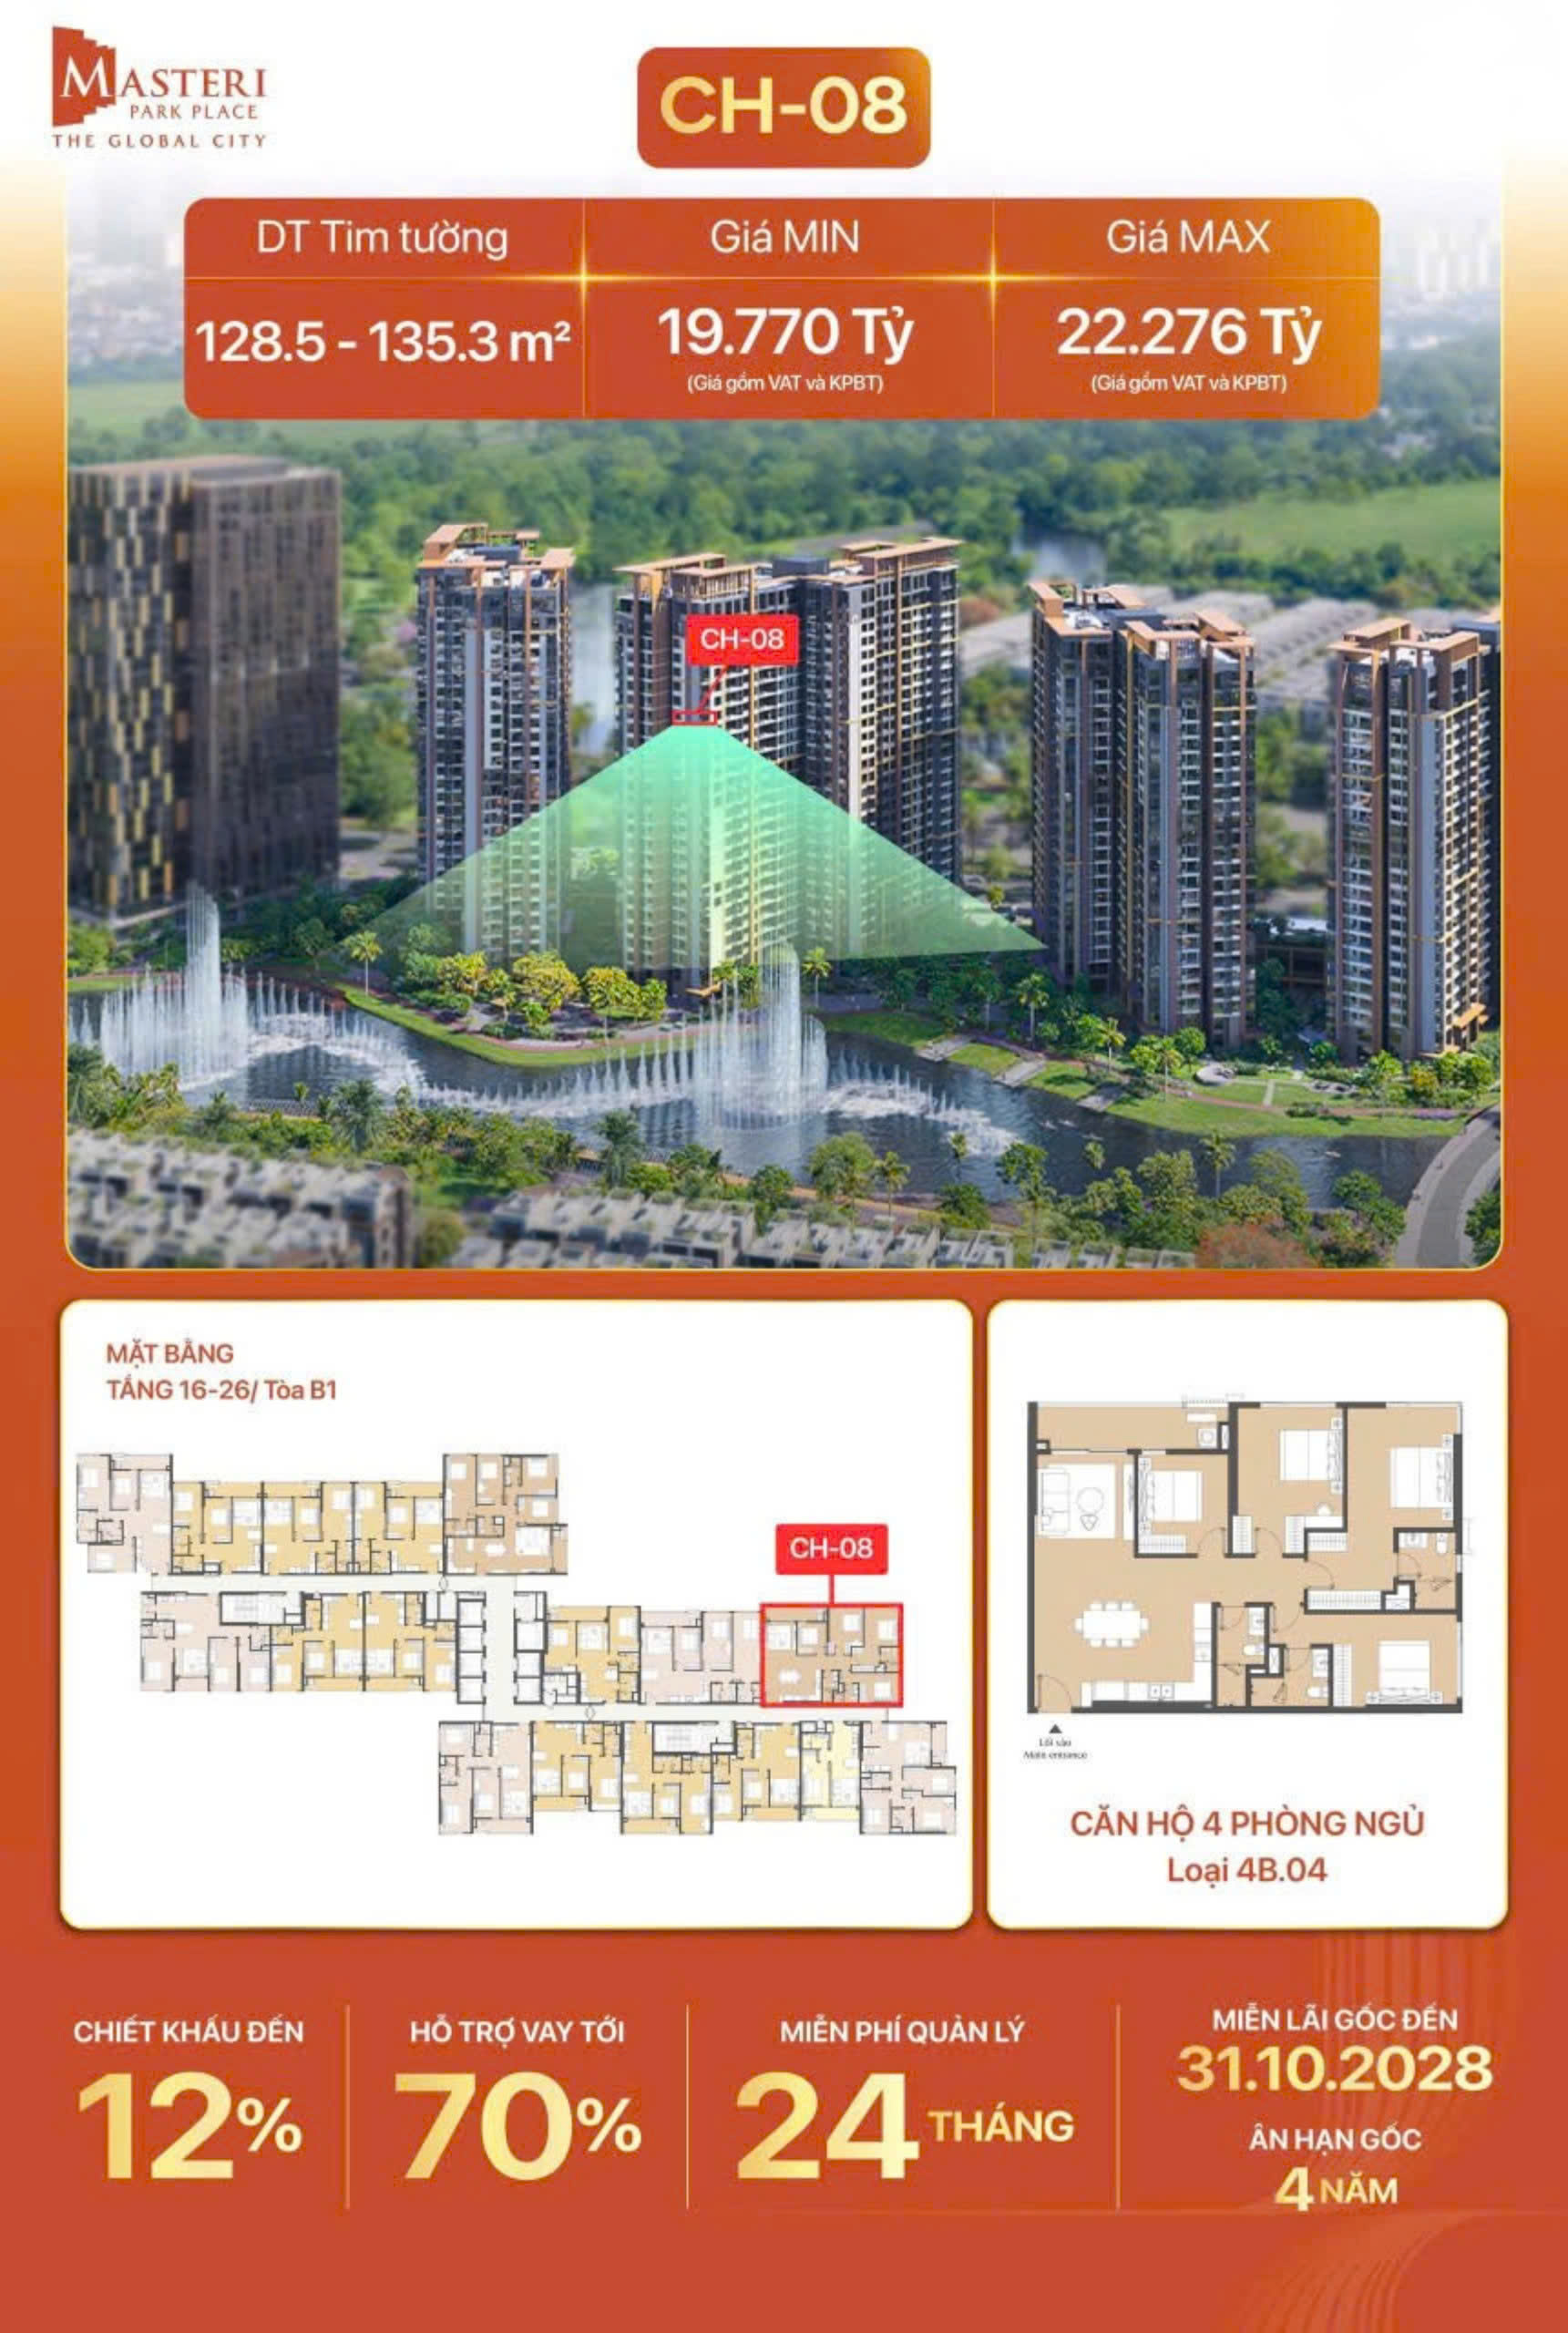 MASTERI
PARK PLACE
THE GLOBAL CITY
CH-08
DT Tim tường
Giá MIN
Giá MAX
128.5 - 135.3 m²
19.770 Tỷ
(Giá gồm VAT và KPBT)
22.276 Tỷ
(Giá gồm VAT và KPBT)
CH-08
MẶT BẰNG
TẦNG 16-26/ Tòa B1
CH-08
Lối vào
Main entrance
CĂN HỘ 4 PHÒNG NGỦ
Loại 4B.04
CHIẾT KHẤU ĐẾN
12%
HỖ TRỢ VAY TỚI
70%
MIỄN PHÍ QUẢN LÝ
24 THÁNG
MIỄN LÃI GỐC ĐẾN
31.10.2028
ÂN HẠN GỐC
4 NĂM